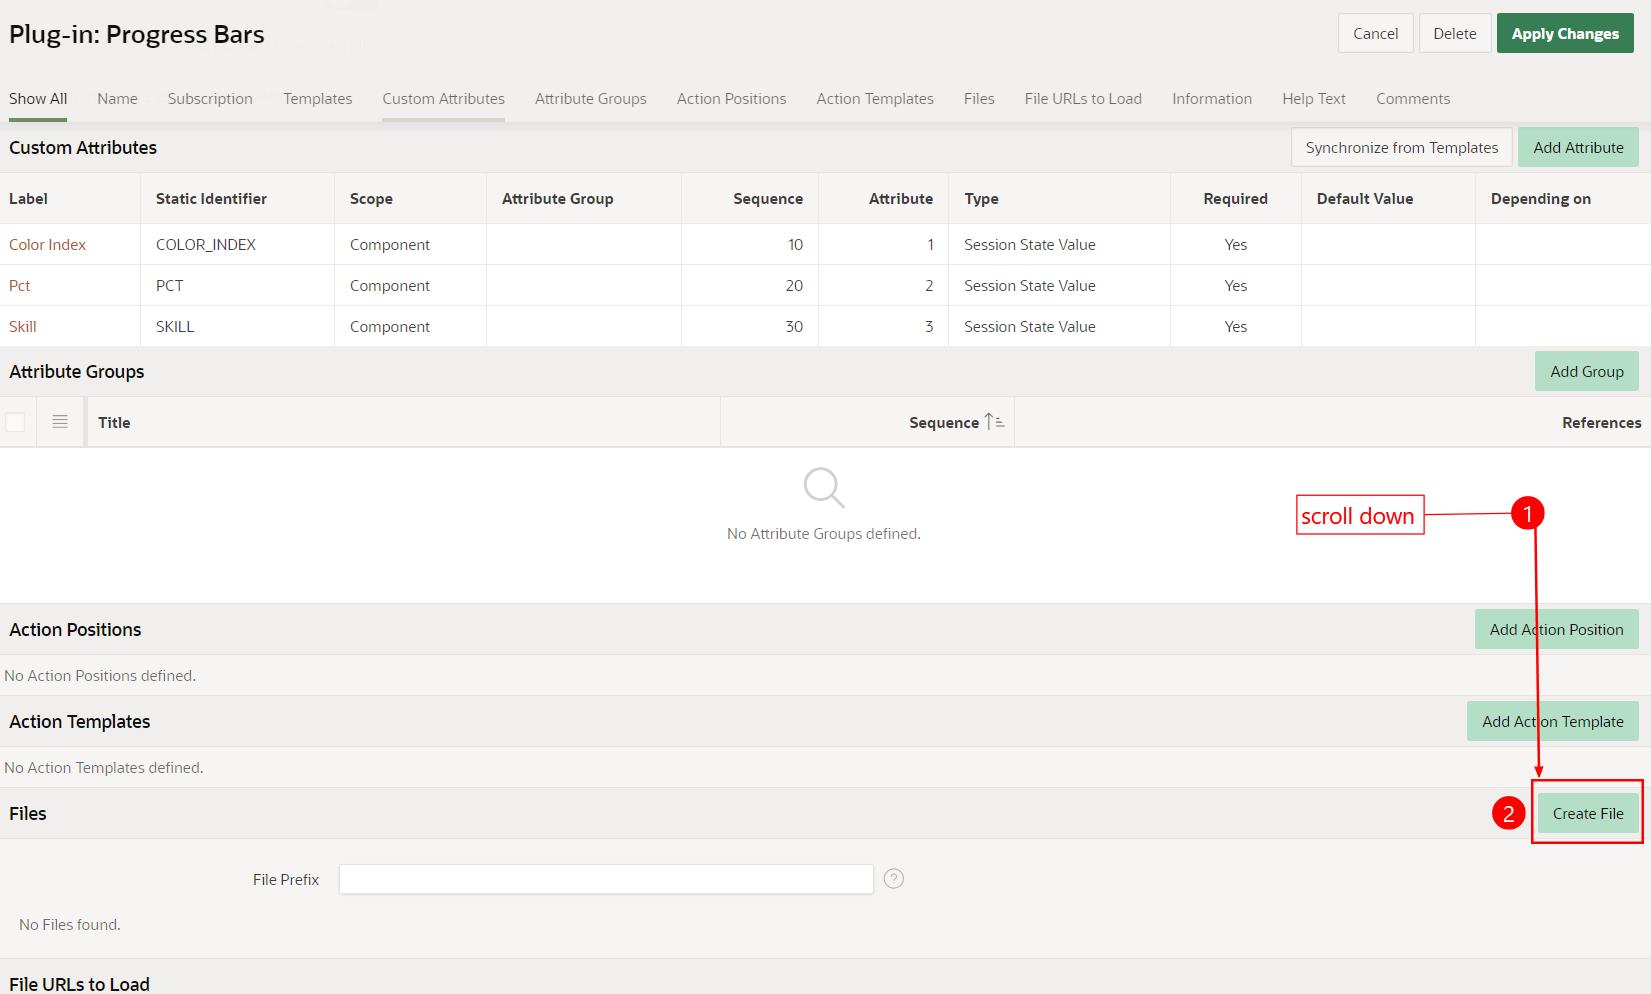 Plug-in: Progress Bars
Cancel Delete Apply Changes
Show All Name Subscription Templates Custom Attributes Attribute Groups Action Positions Action Templates Files File URLs to Load Information Help Text Comments
Custom Attributes Synchronize from Templates Add Attribute
Label Static Identifier Scope Attribute Group Sequence Attribute Type Required Default Value Depending on
Color Index COLOR_INDEX Component 10 1 Session State Value Yes
Pct PCT Component 20 2 Session State Value Yes
Skill SKILL Component 30 3 Session State Value Yes
Attribute Groups Add Group
Title Sequence References
No Attribute Groups defined.
scroll down 1
Action Positions Add Action Position
No Action Positions defined.
Action Templates Add Action Template
No Action Templates defined.
Files 2 Create File
File Prefix ?
No Files found.
File URLs to Load